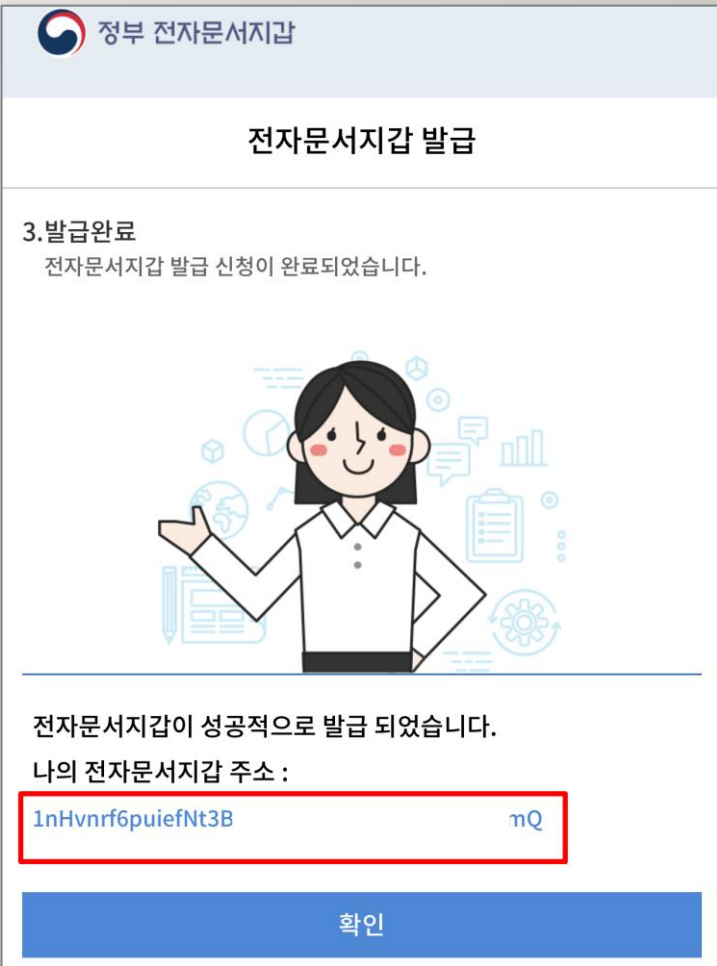 정부 전자문서지갑
전자문서지갑 발급
3.발급완료
전자문서지갑 발급 신청이 완료되었습니다.
전자문서지갑이 성공적으로 발급 되었습니다.
나의 전자문서지갑 주소 :
1nHvnrf6puiefNt3B mQ
확인